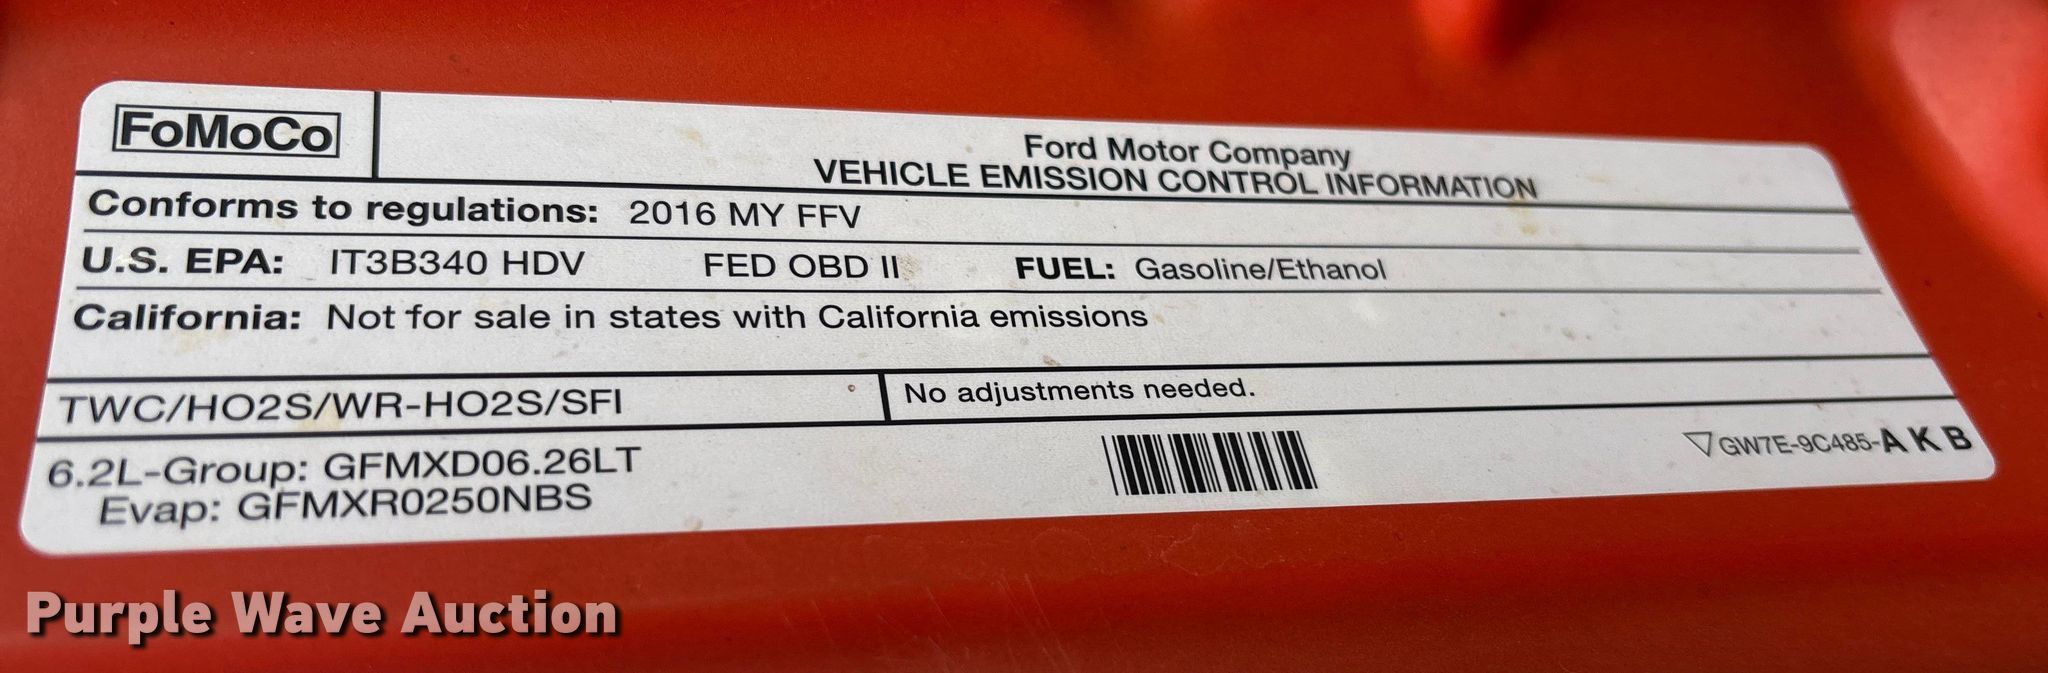 FoMoCo
Ford Motor Company
VEHICLE EMISSION CONTROL INFORMATION
Conforms to regulations: 2016 MY FFV
U.S. EPA: IT3B340 HDV FED OBD II FUEL: Gasoline/Ethanol
California: Not for sale in states with California emissions
TWC/HO2S/WR-HO2S/SFI No adjustments needed.
6.2L-Group: GFMXD06.26LT
Evap: GFMXR0250NBS
GW7E-9C485-AKB
Purple Wave Auction